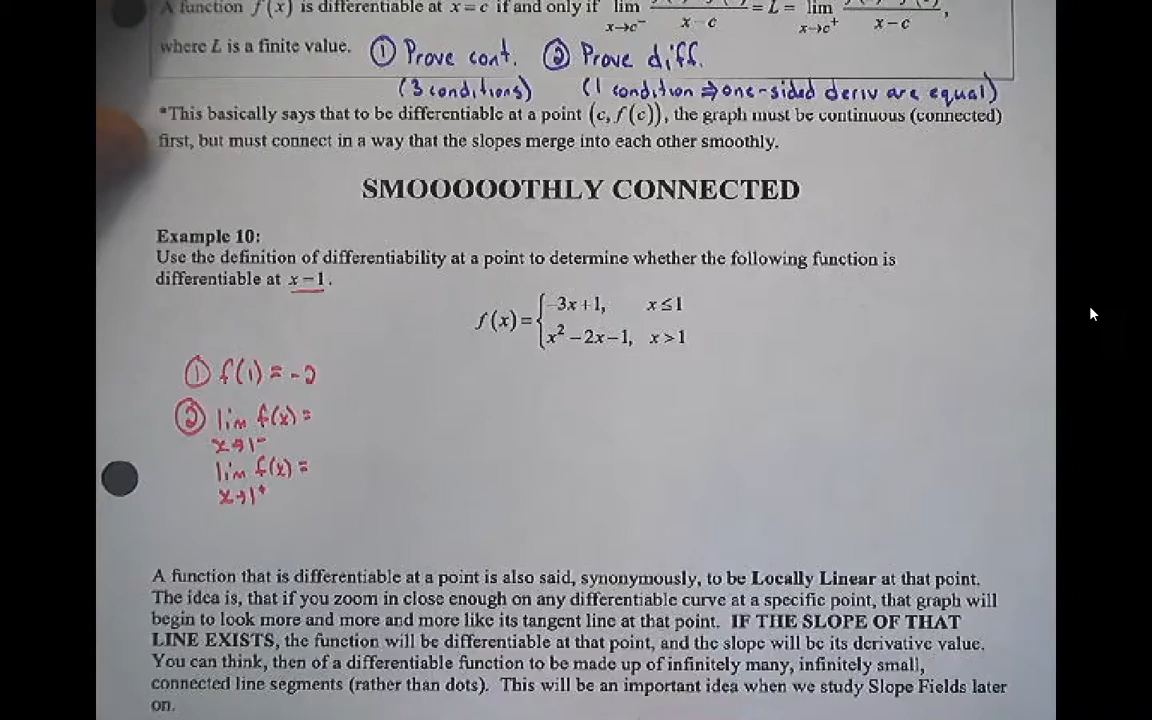 A function f(x) is differentiable at x = c if and only if lim x→c⁻ x − c = L = lim x→c⁺ x − c ,
where L is a finite value. ① Prove cont. ② Prove diff.
(3 conditions) (1 condition ⇒ one-sided deriv are equal)
*This basically says that to be differentiable at a point (c, f(c)), the graph must be continuous (connected)
first, but must connect in a way that the slopes merge into each other smoothly.
SMOOOOOTHLY CONNECTED
Example 10:
Use the definition of differentiability at a point to determine whether the following function is
differentiable at x = 1.
f(x) = { -3x + 1, x ≤ 1
x² − 2x − 1, x > 1
① f(1) = -2
② lim f(x) =
x→1⁻
lim f(x) =
x→1⁺
A function that is differentiable at a point is also said, synonymously, to be Locally Linear at that point.
The idea is, that if you zoom in close enough on any differentiable curve at a specific point, that graph will
begin to look more and more and more like its tangent line at that point. IF THE SLOPE OF THAT
LINE EXISTS, the function will be differentiable at that point, and the slope will be its derivative value.
You can think, then of a differentiable function to be made up of infinitely many, infinitely small,
connected line segments (rather than dots). This will be an important idea when we study Slope Fields later
on.